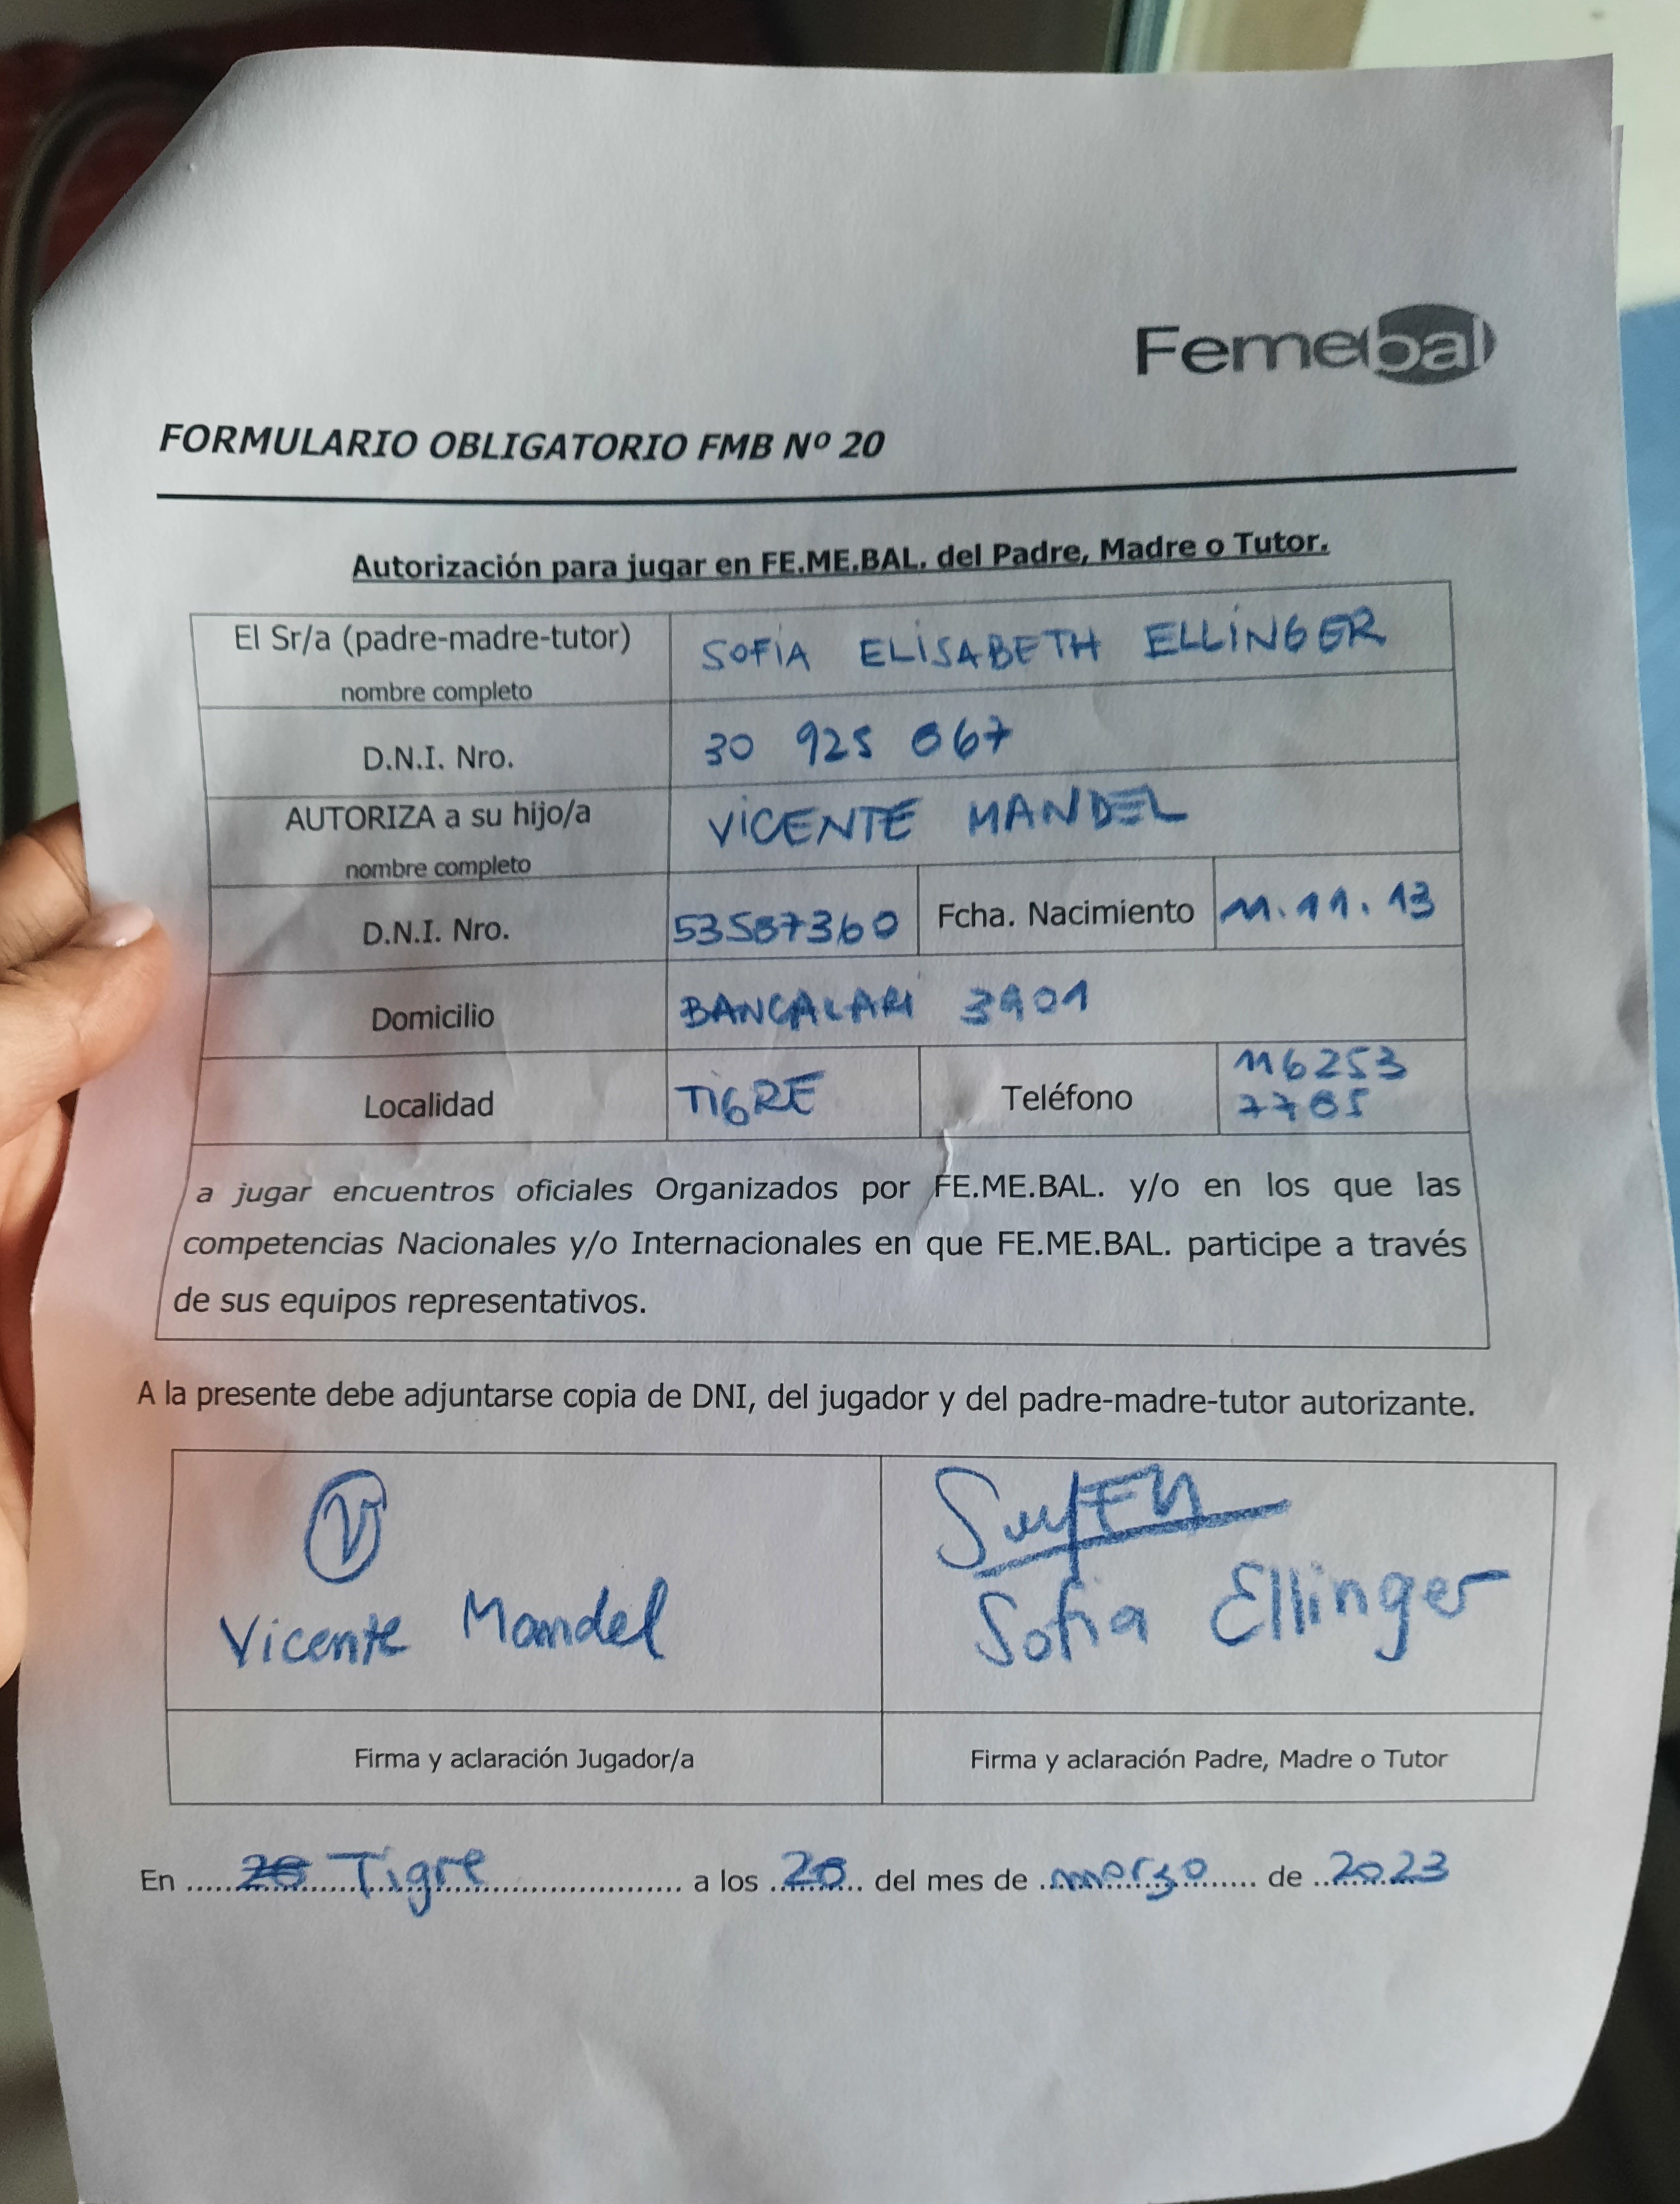 Femebal
FORMULARIO OBLIGATORIO FMB Nº 20
Autorización para jugar en FE.ME.BAL. del Padre, Madre o Tutor.
El Sr/a (padre-madre-tutor) SOFÍA ELISABETH ELLINGER
nombre completo
D.N.I. Nro. 30 925 067
AUTORIZA a su hijo/a VICENTE MANDEL
nombre completo
D.N.I. Nro. 53587360 Fcha. Nacimiento 11.11.13
Domicilio BANCALARI 3901
Localidad TIGRE Teléfono 116253
a jugar encuentros oficiales Organizados por FE.ME.BAL. y/o en los que las
competencias Nacionales y/o Internacionales en que FE.ME.BAL. participe a través
de sus equipos representativos.
A la presente debe adjuntarse copia de DNI, del jugador y del padre-madre-tutor autorizante.
V
Vicente Mandel Sofia Ellinger
Firma y aclaración Jugador/a Firma y aclaración Padre, Madre o Tutor
En Tigre a los 20 del mes de marzo de 2023